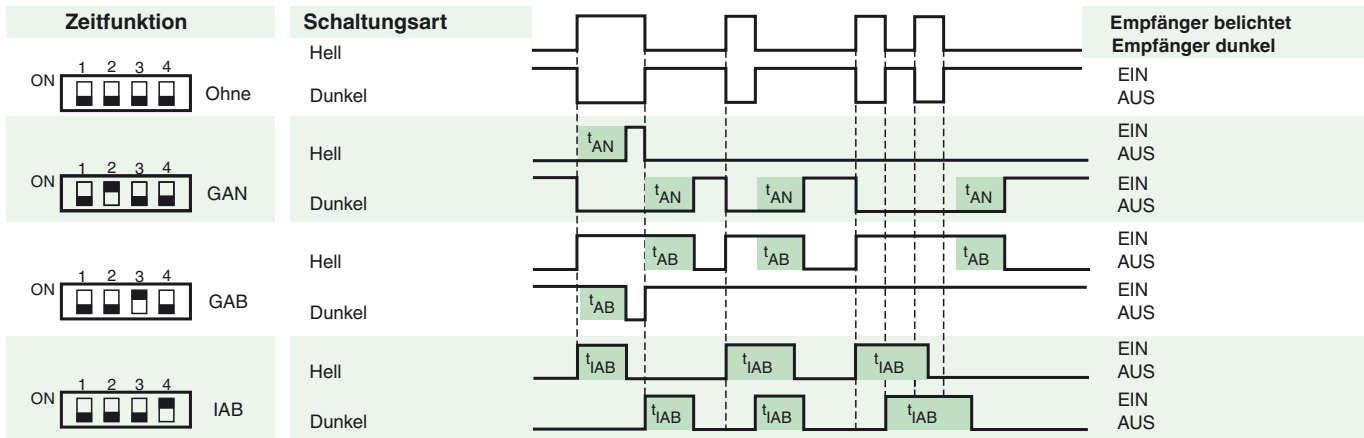 Zeitfunktion
Schaltungsart
Empfänger belichtet
Empfänger dunkel
1 2 3 4
ON
Ohne
Hell
Dunkel
EIN
AUS
1 2 3 4
ON
GAN
Hell
tAN
EIN
AUS
Dunkel
tAN tAN tAN
EIN
AUS
1 2 3 4
ON
GAB
Hell
tAB tAB tAB
EIN
AUS
Dunkel
tAB
EIN
AUS
1 2 3 4
ON
IAB
Hell
tIAB tIAB tIAB
EIN
AUS
Dunkel
tIAB tIAB tIAB
EIN
AUS